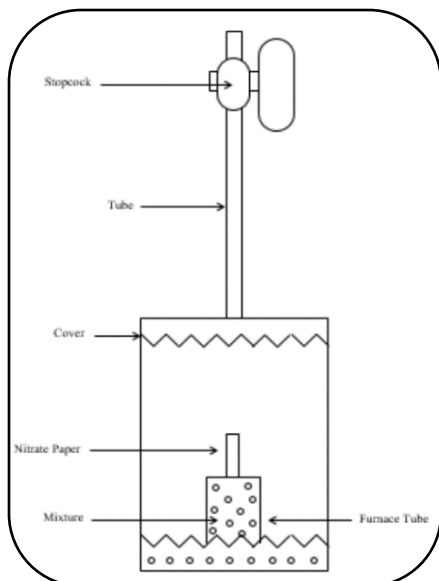 Stopcock
Tube
Cover
Nitrate Paper
Mixture
Furnace Tube